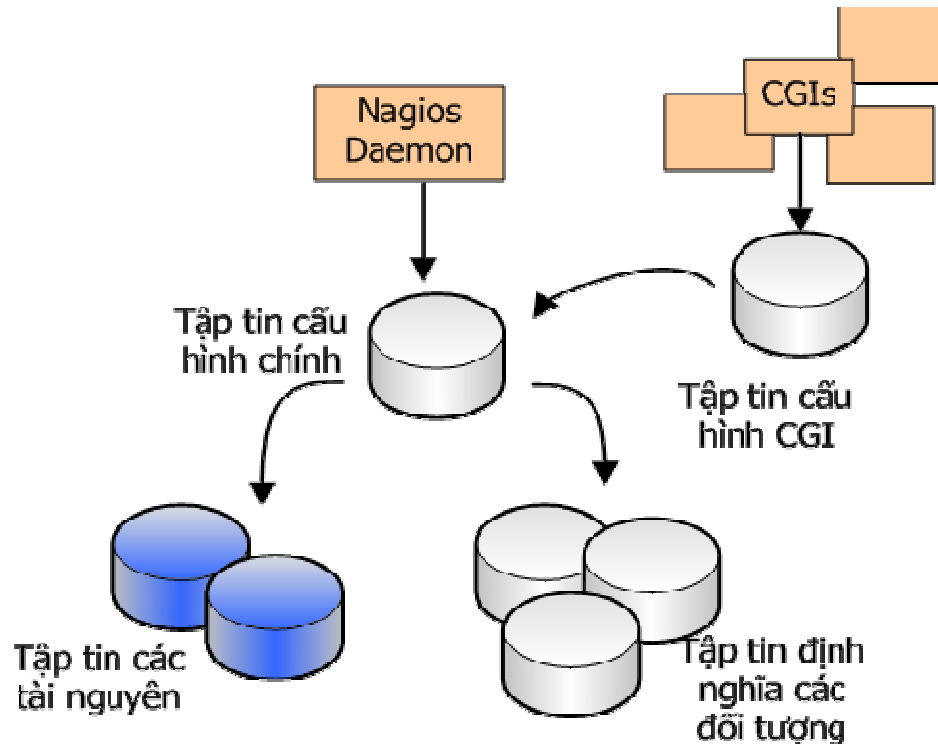 Nagios
Daemon
CGIs
Tập tin cấu
hình chính
Tập tin cấu
hình CGI
Tập tin các
tài nguyên
Tập tin định
nghĩa các
đối tượng